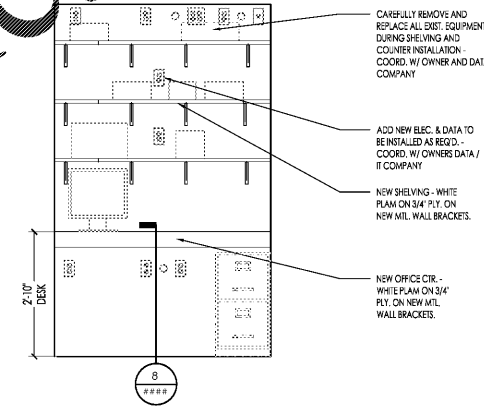 CAREFULLY REMOVE AND
REPLACE ALL EXIST. EQUIPMENT
DURING SHELVING AND
COUNTER INSTALLATION -
COORD. W/ OWNER AND DATA
COMPANY
ADD NEW ELEC. & DATA TO
BE INSTALLED AS REQ'D. -
COORD. W/ OWNERS DATA /
IT COMPANY
NEW SHELVING - WHITE
PLAM ON 3/4" PLY. ON
NEW MTL. WALL BRACKETS.
NEW OFFICE CTR. -
WHITE PLAM ON 3/4"
PLY. ON NEW MTL.
WALL BRACKETS.
2'-10"
DESK
8
####